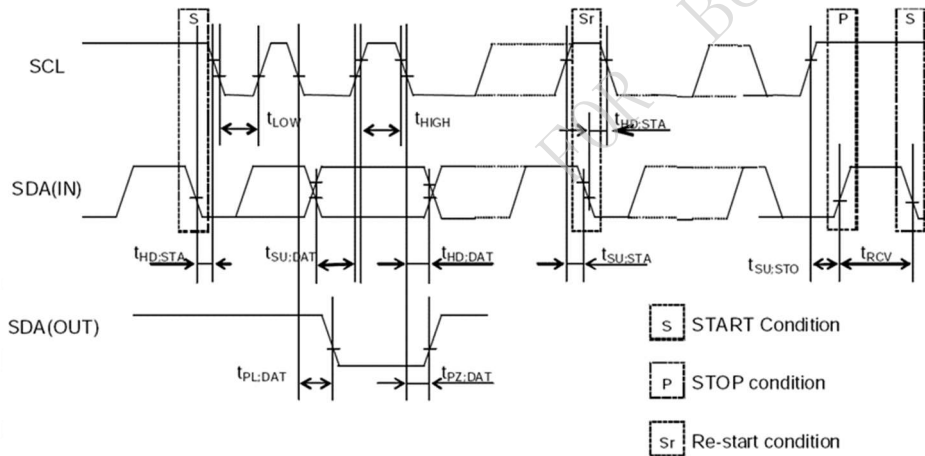 S Sr P S
SCL
tLOW tHIGH tHD;STA
SDA(IN)
tHD;STA tSU;DAT tHD;DAT tSU;STA tSU;STO tRCV
SDA(OUT)
tPL;DAT tPZ;DAT
S START Condition
P STOP condition
Sr Re-start condition
FOR